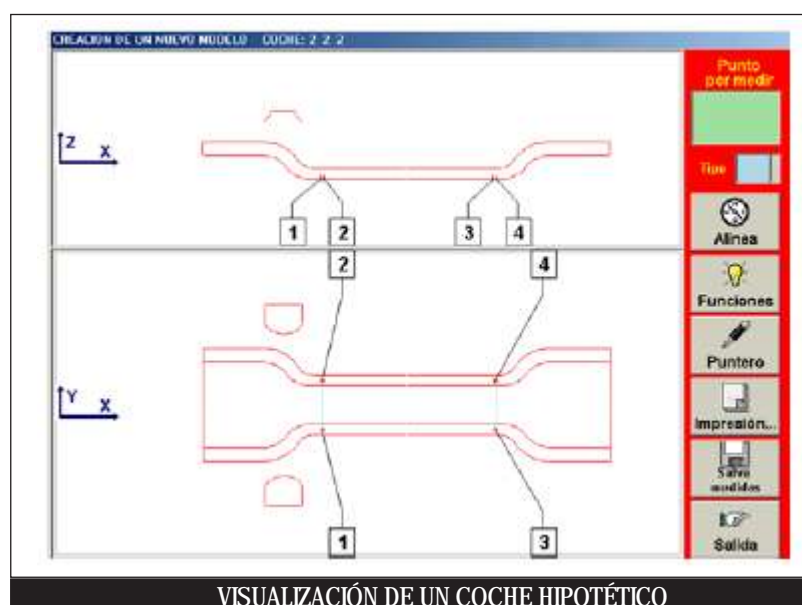 CREACION DE UN NUEVO MODELO COCHE: 2 2 2
Z
X
1 2 3 4
2 4
Y
X
1 3
Punto
por medir
Tipo
Alinea
Funciones
Puntero
Impresión...
Salva
medidas
Salida
VISUALIZACIÓN DE UN COCHE HIPOTÉTICO